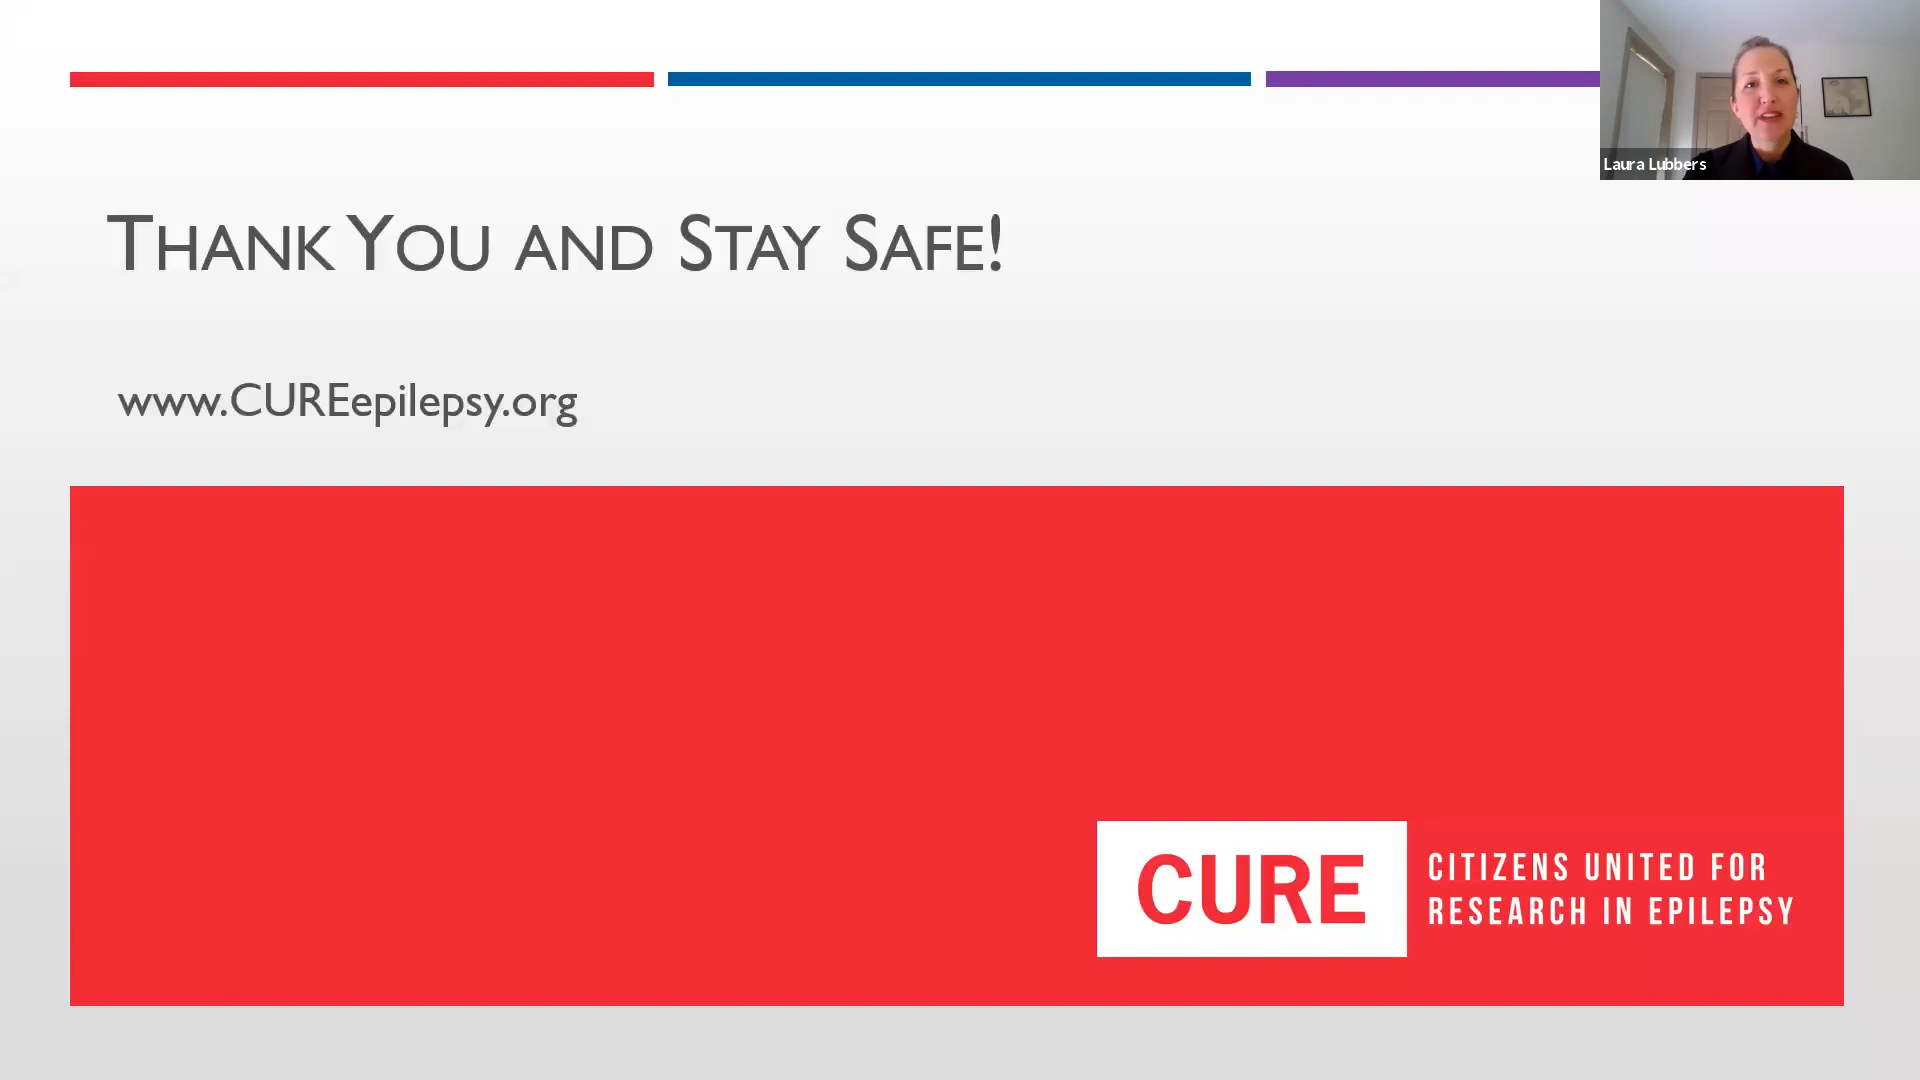 Laura Lubbers
THANK YOU AND STAY SAFE!
www.CUREepilepsy.org
CURE
CITIZENS UNITED FOR
RESEARCH IN EPILEPSY